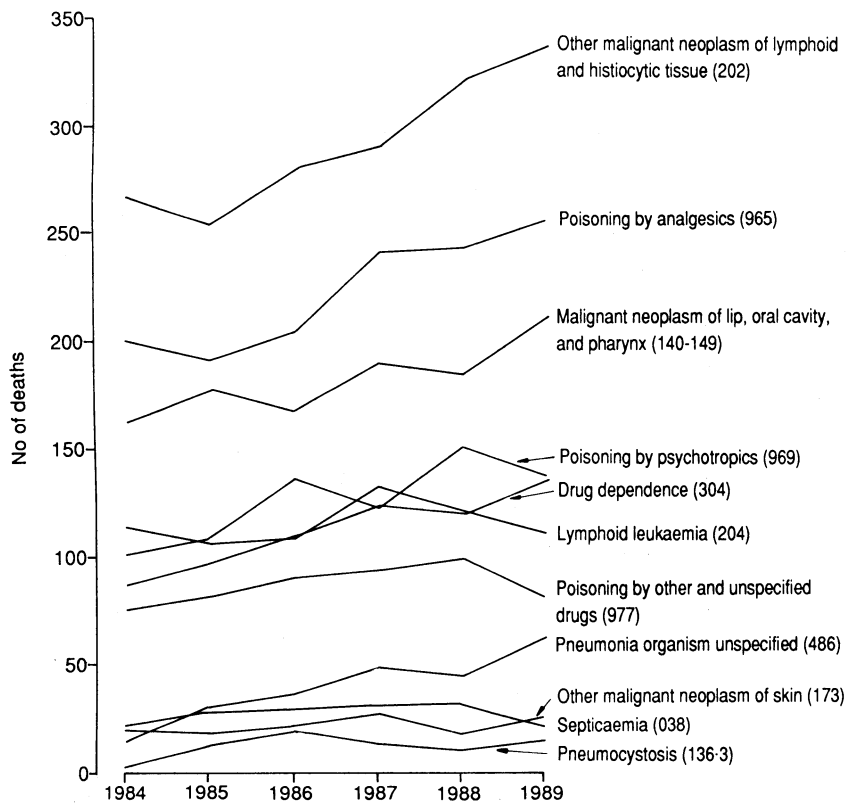 350
Other malignant neoplasm of lymphoid
and histiocytic tissue (202)
300
Poisoning by analgesics (965)
250
Malignant neoplasm of lip, oral cavity,
and pharynx (140-149)
200
No of deaths
150
Poisoning by psychotropics (969)
Drug dependence (304)
Lymphoid leukaemia (204)
100
Poisoning by other and unspecified
drugs (977)
Pneumonia organism unspecified (486)
50
Other malignant neoplasm of skin (173)
Septicaemia (038)
Pneumocystosis (136·3)
0
1984 1985 1986 1987 1988 1989